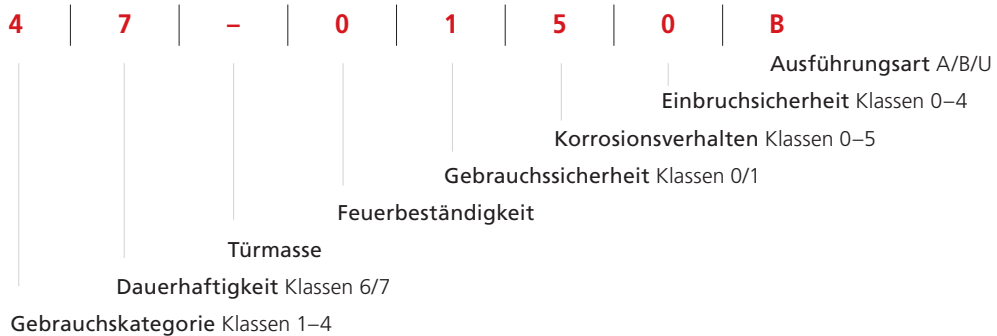 4 7 – 0 1 5 0 B
Ausführungsart A/B/U
Einbruchsicherheit Klassen 0–4
Korrosionsverhalten Klassen 0–5
Gebrauchssicherheit Klassen 0/1
Feuerbeständigkeit
Türmasse
Dauerhaftigkeit Klassen 6/7
Gebrauchskategorie Klassen 1–4